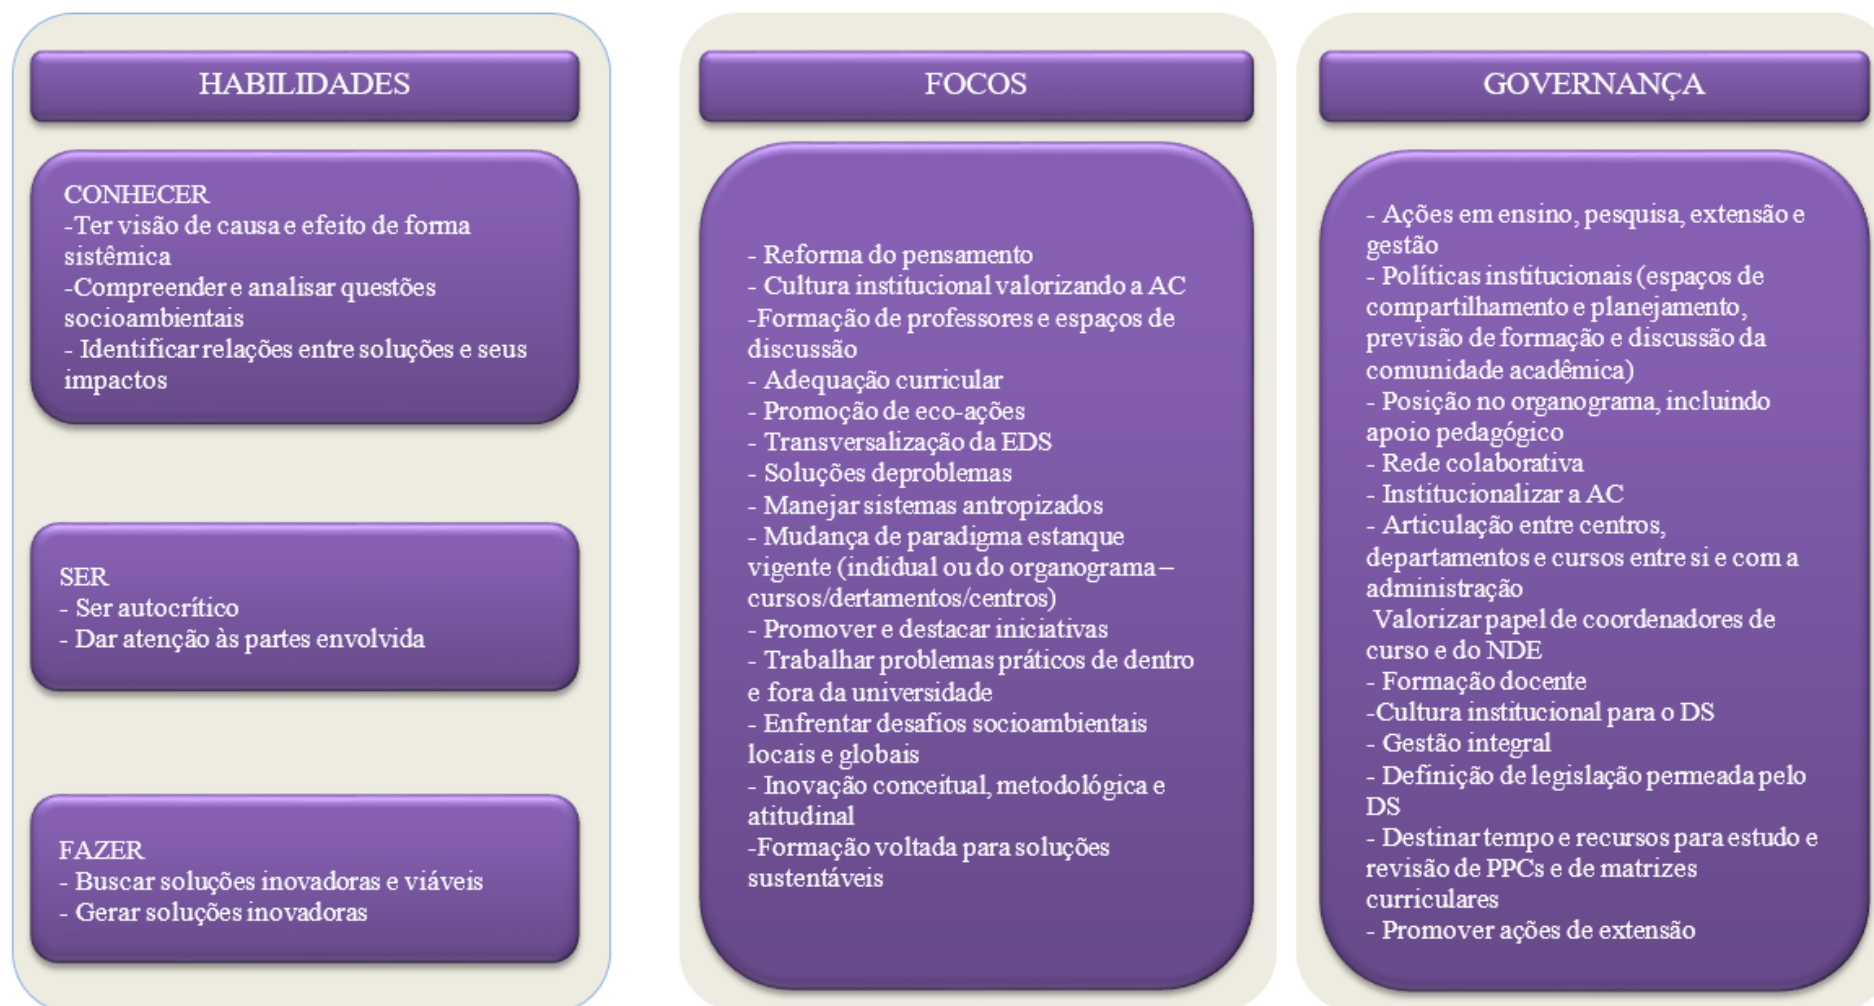 HABILIDADES
CONHECER
-Ter visão de causa e efeito de forma
sistêmica
-Compreender e analisar questões
socioambientais
- Identificar relações entre soluções e seus
impactos
SER
- Ser autocrítico
- Dar atenção às partes envolvida
FAZER
- Buscar soluções inovadoras e viáveis
- Gerar soluções inovadoras
FOCOS
- Reforma do pensamento
- Cultura institucional valorizando a AC
-Formação de professores e espaços de
discussão
- Adequação curricular
- Promoção de eco-ações
- Transversalização da EDS
- Soluções deproblemas
- Manejar sistemas antropizados
- Mudança de paradigma estanque
vigente (indidual ou do organograma –
cursos/dertamentos/centros)
- Promover e destacar iniciativas
- Trabalhar problemas práticos de dentro
e fora da universidade
- Enfrentar desafios socioambientais
locais e globais
- Inovação conceitual, metodológica e
atitudinal
-Formação voltada para soluções
sustentáveis
GOVERNANÇA
- Ações em ensino, pesquisa, extensão e
gestão
- Políticas institucionais (espaços de
compartilhamento e planejamento,
previsão de formação e discussão da
comunidade acadêmica)
- Posição no organograma, incluindo
apoio pedagógico
- Rede colaborativa
- Institucionalizar a AC
- Articulação entre centros,
departamentos e cursos entre si e com a
administração
Valorizar papel de coordenadores de
curso e do NDE
- Formação docente
-Cultura institucional para o DS
- Gestão integral
- Definição de legislação permeada pelo
DS
- Destinar tempo e recursos para estudo e
revisão de PPCs e de matrizes
curriculares
- Promover ações de extensão